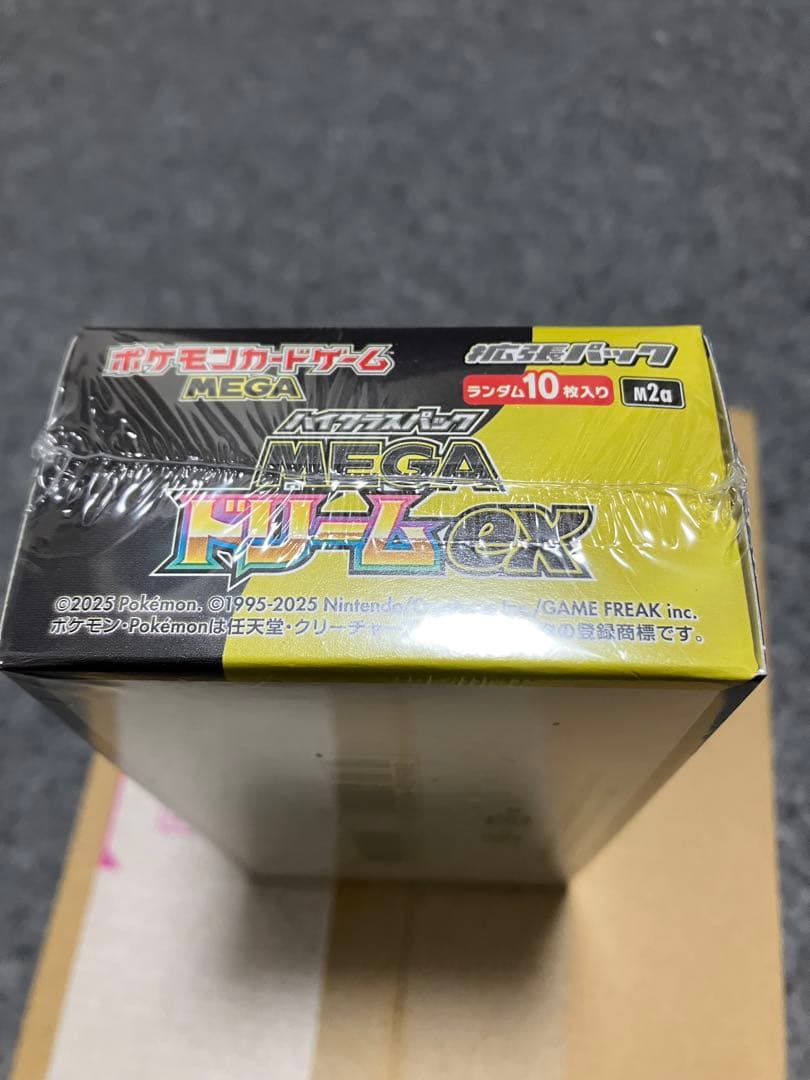 ポケモンカードゲーム
MEGA
拡張パック
ランダム10枚入り
M2a
ハイクラスパック
MEGA
ドリームex
©2025 Pokémon. ©1995-2025 Nintendo/ Inc./GAME FREAK inc.
ポケモン・Pokémonは任天堂・クリーチャー の登録商標です。